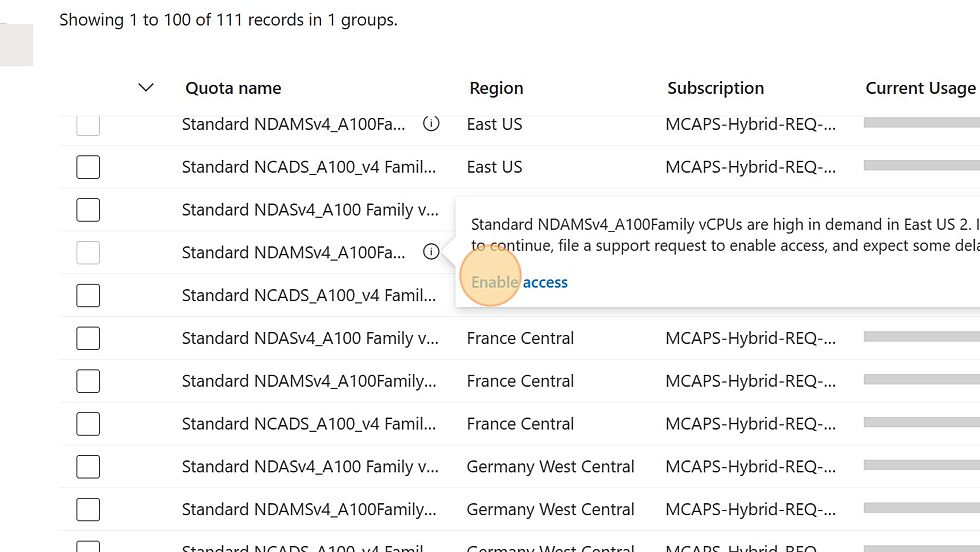 Showing 1 to 100 of 111 records in 1 groups.
Quota name Region Subscription Current Usage
Standard NDAMSv4_A100Fa... East US MCAPS-Hybrid-REQ-...
Standard NCADS_A100_v4 Famil... East US MCAPS-Hybrid-REQ-...
Standard NDASv4_A100 Family v...
Standard NDAMSv4_A100Fa...
Standard NDAMSv4_A100Family vCPUs are high in demand in East US 2. I
to continue, file a support request to enable access, and expect some dela
Enable access
Standard NCADS_A100_v4 Famil...
Standard NDASv4_A100 Family v... France Central MCAPS-Hybrid-REQ-...
Standard NDAMSv4_A100Family... France Central MCAPS-Hybrid-REQ-...
Standard NCADS_A100_v4 Famil... France Central MCAPS-Hybrid-REQ-...
Standard NDASv4_A100 Family v... Germany West Central MCAPS-Hybrid-REQ-...
Standard NDAMSv4_A100Family... Germany West Central MCAPS-Hybrid-REQ-...
Standard NCADS_A100_v4 Famil... Germany West Central MCAPS-Hybrid-REQ-...